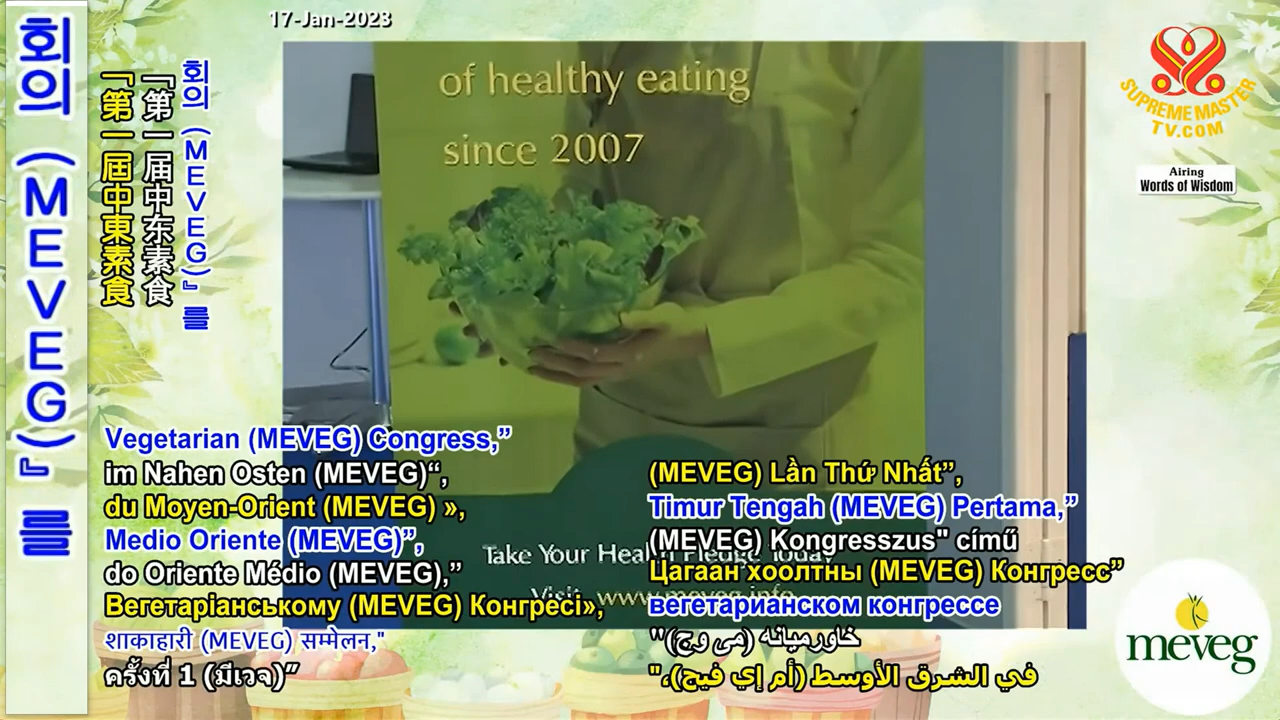 17-Jan-2023
회의 (MEVEG)』를
「第一屆中東素食
「第一届中东素食
회의 (MEVEG)』를
of healthy eating
since 2007
SUPREME MASTER
TV.COM
Airing
Words of Wisdom
Vegetarian (MEVEG) Congress,”
im Nahen Osten (MEVEG)“,
du Moyen-Orient (MEVEG) »,
Medio Oriente (MEVEG)”,
do Oriente Médio (MEVEG),”
Вегетаріанському (MEVEG) Конгресі»,
शाकाहारी (MEVEG) सम्मेलन,"
ครั้งที่ 1 (มีเวจ)”
(MEVEG) Lần Thứ Nhất”,
Timur Tengah (MEVEG) Pertama,”
(MEVEG) Kongresszus" című
Цагаан хоолтны (MEVEG) Конгресс”
вегетарианском конгрессе
خاورمیانه (می وج)"
في الشرق الأوسط (أم إي فيج)،"
Take Your Health Pledge Today
Visit www.meveg.info
meveg